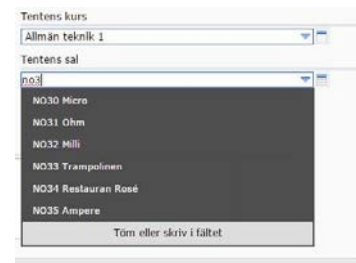 Tentens kurs
Allmän teknik 1
Tentens sal
no3
NO30 Micro
NO31 Ohm
NO32 Milli
NO33 Trampolinen
NO34 Restauran Rosé
NO35 Ampere
Töm eller skriv i fältet